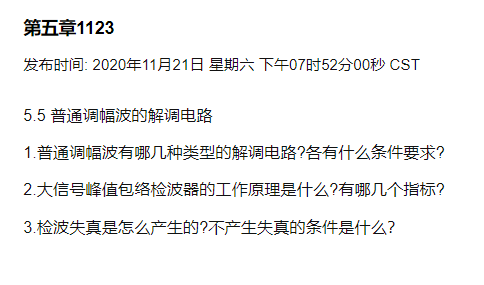 第五章1123
发布时间: 2020年11月21日 星期六 下午07时52分00秒 CST
5.5 普通调幅波的解调电路
1.普通调幅波有哪几种类型的解调电路?各有什么条件要求?
2.大信号峰值包络检波器的工作原理是什么?有哪几个指标?
3.检波失真是怎么产生的?不产生失真的条件是什么?